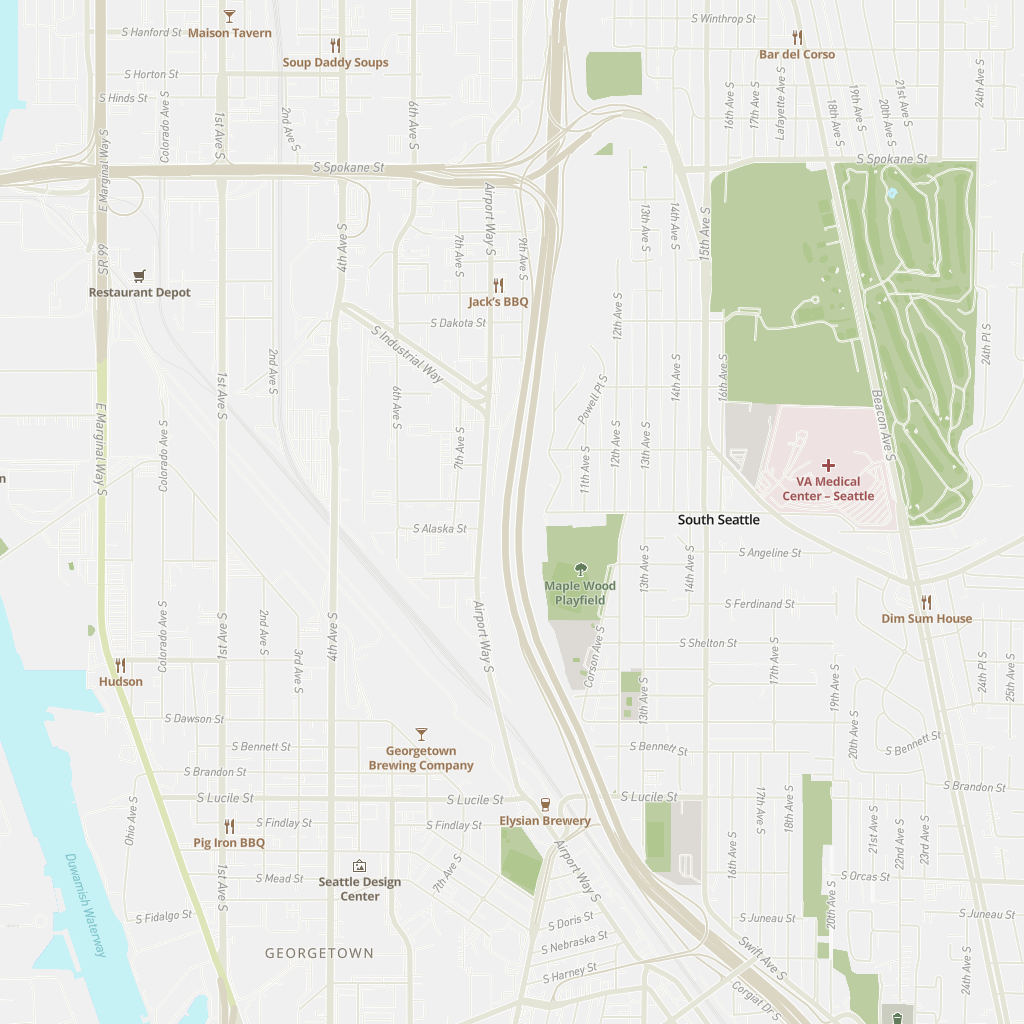 S Winthrop St
Maison Tavern
S Hanford St
Soup Daddy Soups
Bar del Corso
S Horton St
S Hinds St
Colorado Ave S
1st Ave S
2nd Ave S
6th Ave S
16th Ave S
17th Ave S
Lafayette Ave S
18th Ave S
19th Ave S
20th Ave S
21st Ave S
24th Ave S
E Marginal Way S
S Spokane St
S Spokane St
Airport Way S
4th Ave S
7th Ave S
9th Ave S
13th Ave S
14th Ave S
15th Ave S
SR 99
Restaurant Depot
Jack's BBQ
S Dakota St
12th Ave S
24th Pl S
S Industrial Way
2nd Ave S
1st Ave S
6th Ave S
Powell Pl S
14th Ave S
16th Ave S
Beacon Ave S
E Marginal Way S
Colorado Ave S
7th Ave S
11th Ave S
12th Ave S
13th Ave S
VA Medical
Center – Seattle
n
S Alaska St
South Seattle
S Angeline St
13th Ave S
14th Ave S
Maple Wood
Playfield
S Ferdinand St
Dim Sum House
Colorado Ave S
1st Ave S
2nd Ave S
3rd Ave S
4th Ave S
Airport Way S
Corson Ave S
S Shelton St
17th Ave S
19th Ave S
24th Pl S
25th Ave S
Hudson
13th Ave S
S Dawson St
S Bennett St
Georgetown
Brewing Company
S Bennett St
20th Ave S
S Bennett St
S Brandon St
S Brandon St
S Lucile St
S Lucile St
S Lucile St
Ohio Ave S
S Findlay St
S Findlay St
Elysian Brewery
Pig Iron BBQ
17th Ave S
18th Ave S
16th Ave S
21st Ave S
22nd Ave S
23rd Ave S
Duwamish Waterway
1st Ave S
S Mead St
Seattle Design
Center
7th Ave S
Airport Way S
S Orcas St
S Fidalgo St
S Doris St
S Juneau St
20th Ave S
S Juneau St
S Nebraska St
GEORGETOWN
S Harney St
Swift Ave S
Corgiat Dr S
24th Ave S